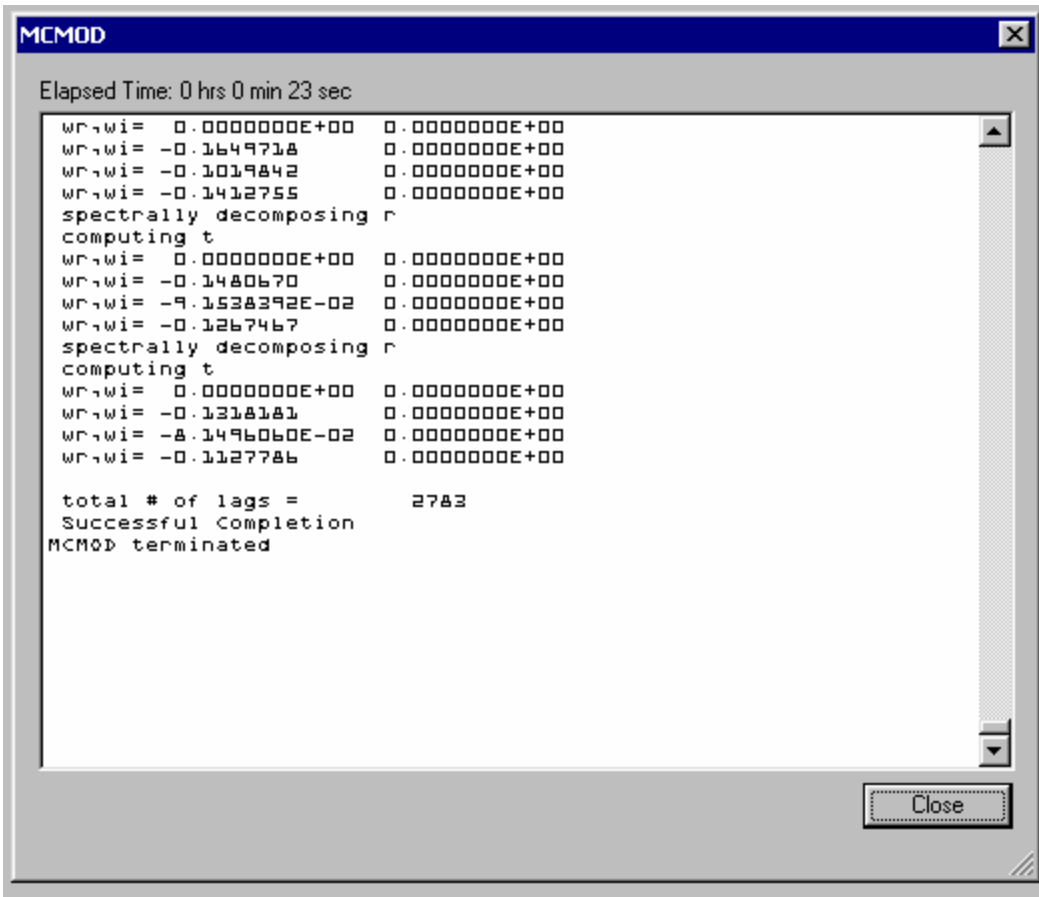 MCMOD
Elapsed Time: 0 hrs 0 min 23 sec
wr,wi= 0.0000000E+00 0.0000000E+00
wr,wi= -0.1649718 0.0000000E+00
wr,wi= -0.1019842 0.0000000E+00
wr,wi= -0.1412755 0.0000000E+00
spectrally decomposing r
computing t
wr,wi= 0.0000000E+00 0.0000000E+00
wr,wi= -0.1480670 0.0000000E+00
wr,wi= -9.1538392E-02 0.0000000E+00
wr,wi= -0.1267467 0.0000000E+00
spectrally decomposing r
computing t
wr,wi= 0.0000000E+00 0.0000000E+00
wr,wi= -0.1318181 0.0000000E+00
wr,wi= -8.1496060E-02 0.0000000E+00
wr,wi= -0.1127786 0.0000000E+00
total # of lags = 2783
Successful Completion
MCMOD terminated
Close